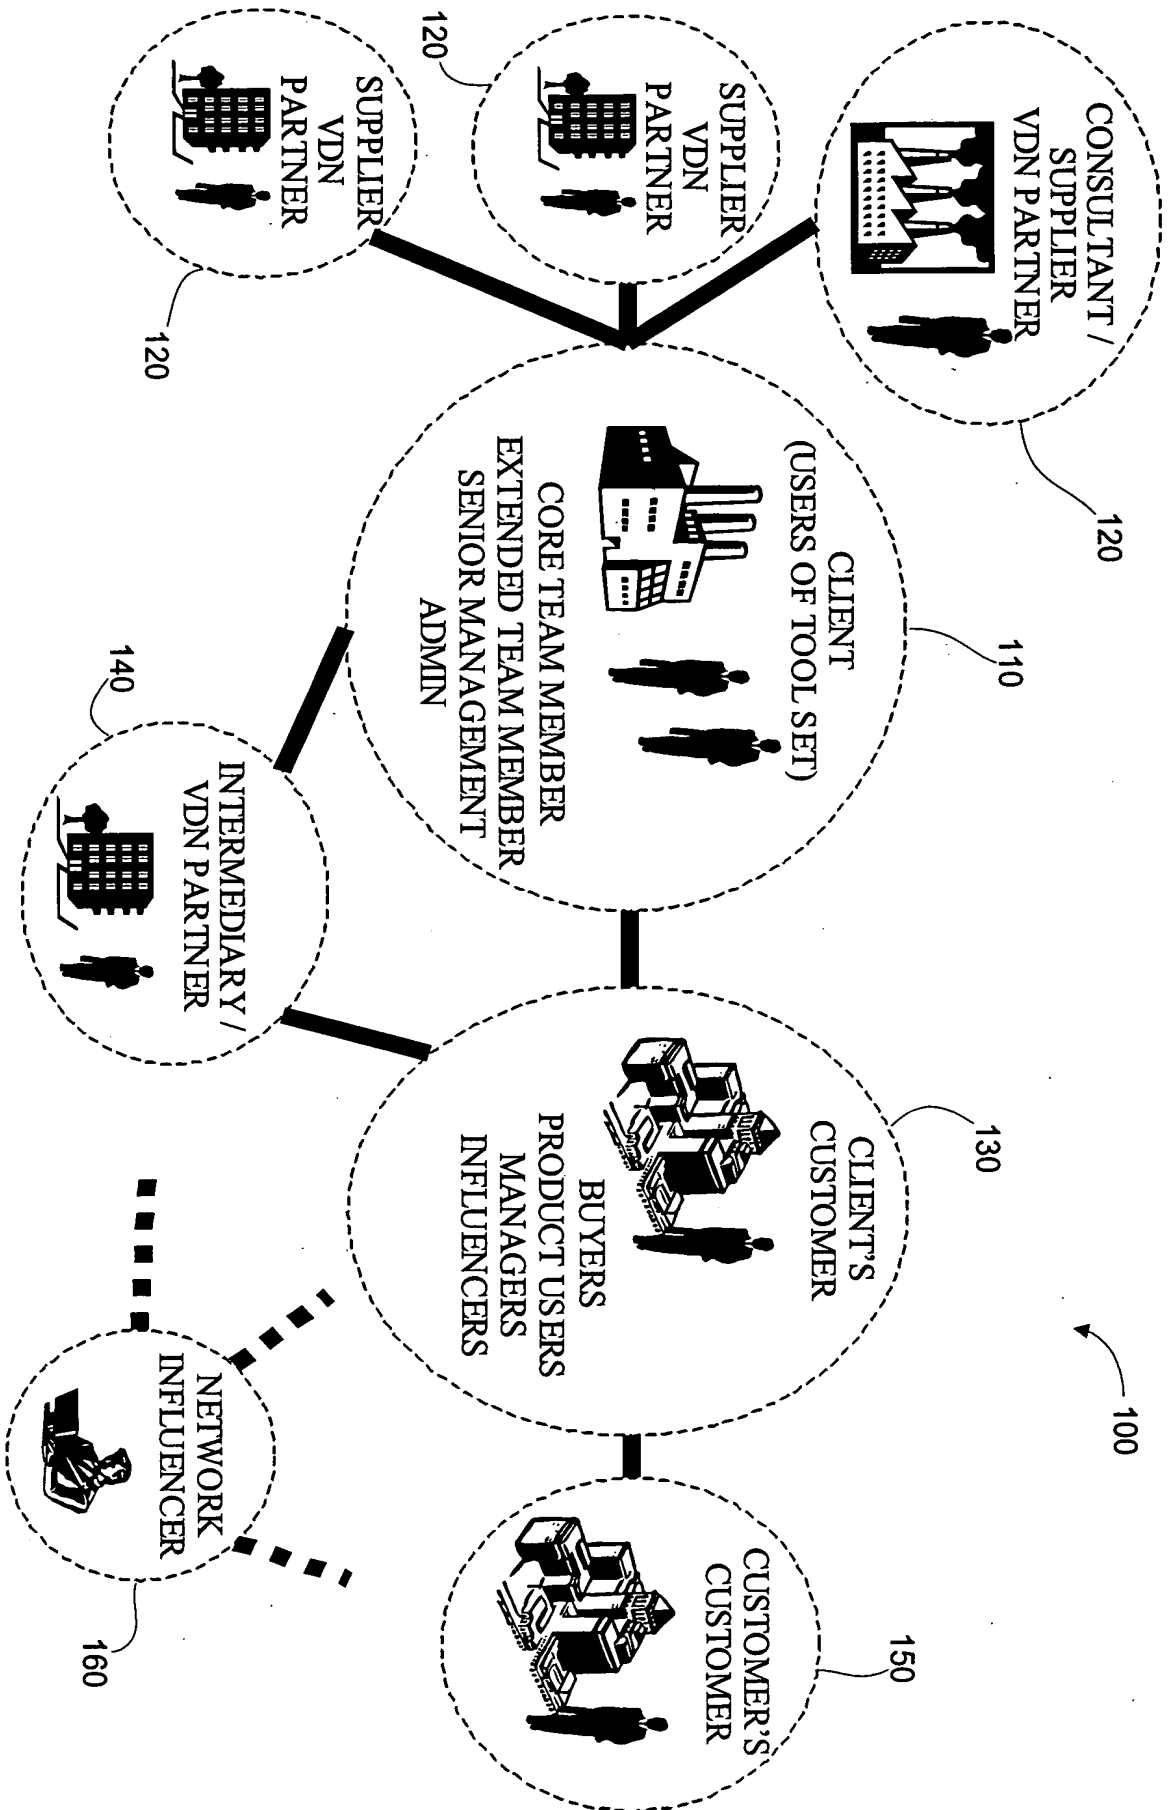 100
CONSULTANT /
SUPPLIER
VDN PARTNER
120
SUPPLIER
VDN
PARTNER
120
SUPPLIER
VDN
PARTNER
120
CLIENT
(USERS OF TOOL SET)
CORE TEAM MEMBER
EXTENDED TEAM MEMBER
SENIOR MANAGEMENT
ADMIN
110
INTERMEDIARY /
VDN PARTNER
140
CLIENT'S
CUSTOMER
BUYERS
PRODUCT USERS
MANAGERS
INFLUENCERS
130
CUSTOMER'S
CUSTOMER
150
NETWORK
INFLUENCER
160